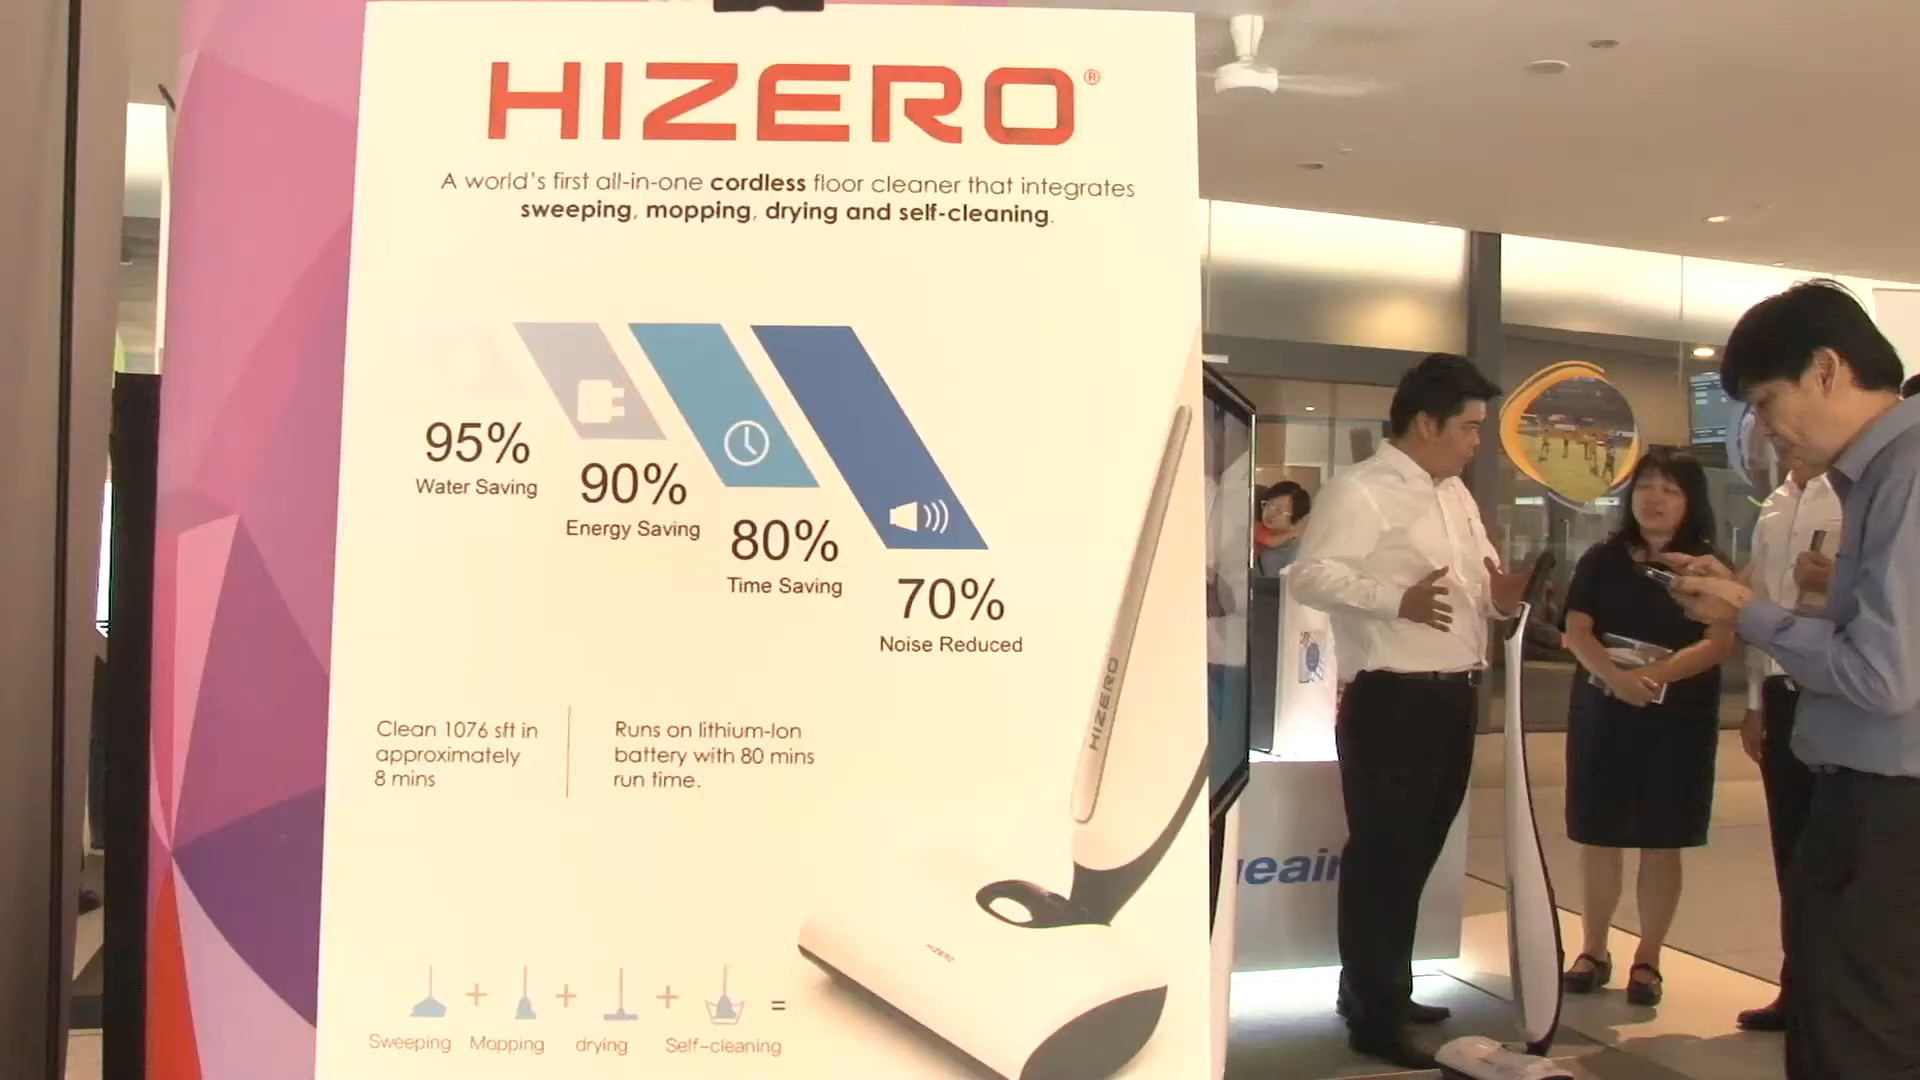 HIZERO®
A world's first all-in-one cordless floor cleaner that integrates
sweeping, mopping, drying and self-cleaning.
95%
Water Saving
90%
Energy Saving
80%
Time Saving
70%
Noise Reduced
HIZERO
Clean 1076 sft in
approximately
8 mins
Runs on lithium-Ion
battery with 80 mins
run time.
HIZERO
Sweeping + Mopping + drying + Self-cleaning =
ueair